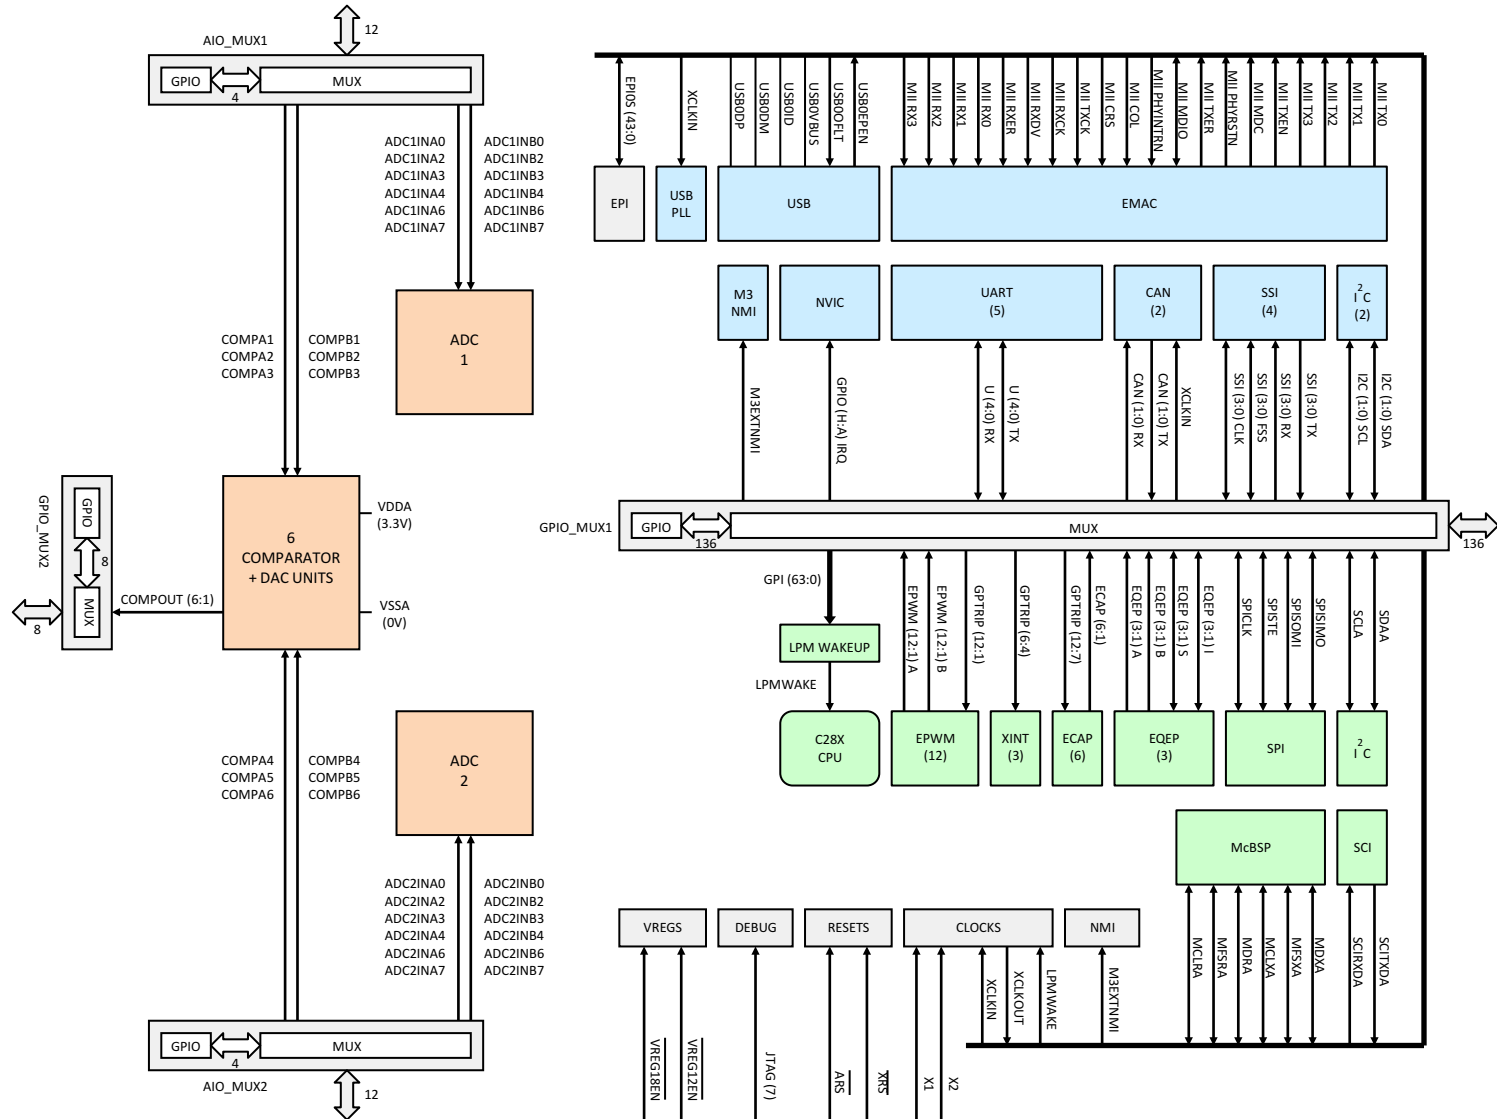 12
AIO_MUX1
GPIO
MUX
4
ADC1INA0
ADC1INA2
ADC1INA3
ADC1INA4
ADC1INA6
ADC1INA7
ADC1INB0
ADC1INB2
ADC1INB3
ADC1INB4
ADC1INB6
ADC1INB7
ADC
1
COMPA1
COMPA2
COMPA3
COMPB1
COMPB2
COMPB3
GPIO_MUX2
GPIO
8
MUX
8
COMPOUT (6:1)
6
COMPARATOR
+ DAC UNITS
VDDA
(3.3V)
VSSA
(0V)
COMPA4
COMPA5
COMPA6
COMPB4
COMPB5
COMPB6
ADC
2
ADC2INA0
ADC2INA2
ADC2INA3
ADC2INA4
ADC2INA6
ADC2INA7
ADC2INB0
ADC2INB2
ADC2INB3
ADC2INB4
ADC2INB6
ADC2INB7
GPIO
MUX
4
AIO_MUX2
12
EPI0S (43:0)
XCLKIN
USB0DP
USB0DM
USB0ID
USB0VBUS
USB0OFLT
USB0EPEN
MII RX3
MII RX2
MII RX1
MII RX0
MII RXER
MII RXDV
MII RXCK
MII TXCK
MII CRS
MII COL
MII PHYINTRN
MII MDIO
MII TXER
MII PHYRSTN
MII MDC
MII TXEN
MII TX3
MII TX2
MII TX1
MII TX0
EPI
USB
PLL
USB
EMAC
M3
NMI
NVIC
UART
(5)
CAN
(2)
SSI
(4)
I2C
(2)
M3EXTNMI
GPIO (H:A) IRQ
U (4:0) RX
U (4:0) TX
CAN (1:0) RX
CAN (1:0) TX
XCLKIN
SSI (3:0) CLK
SSI (3:0) FSS
SSI (3:0) RX
SSI (3:0) TX
I2C (1:0) SCL
I2C (1:0) SDA
GPIO_MUX1
GPIO
136
MUX
136
GPI (63:0)
LPM WAKEUP
LPMWAKE
EPWM (12:1) A
EPWM (12:1) B
GPTRIP (12:1)
GPTRIP (6:4)
GPTRIP (12:7)
ECAP (6:1)
EQEP (3:1) A
EQEP (3:1) B
EQEP (3:1) S
EQEP (3:1) I
SPICLK
SPISTE
SPISOMI
SPISIMO
SCLA
SDAA
C28X
CPU
EPWM
(12)
XINT
(3)
ECAP
(6)
EQEP
(3)
SPI
I2C
McBSP
SCI
MCLRA
MFSRA
MDRA
MCLXA
MFSXA
MDXA
SCIRXDA
SCITXDA
VREGS
DEBUG
RESETS
CLOCKS
NMI
VREG18EN
VREG12EN
JTAG (7)
ARS
XRS
X1
X2
XCLKIN
XCLKOUT
LPMWAKE
M3EXTNMI